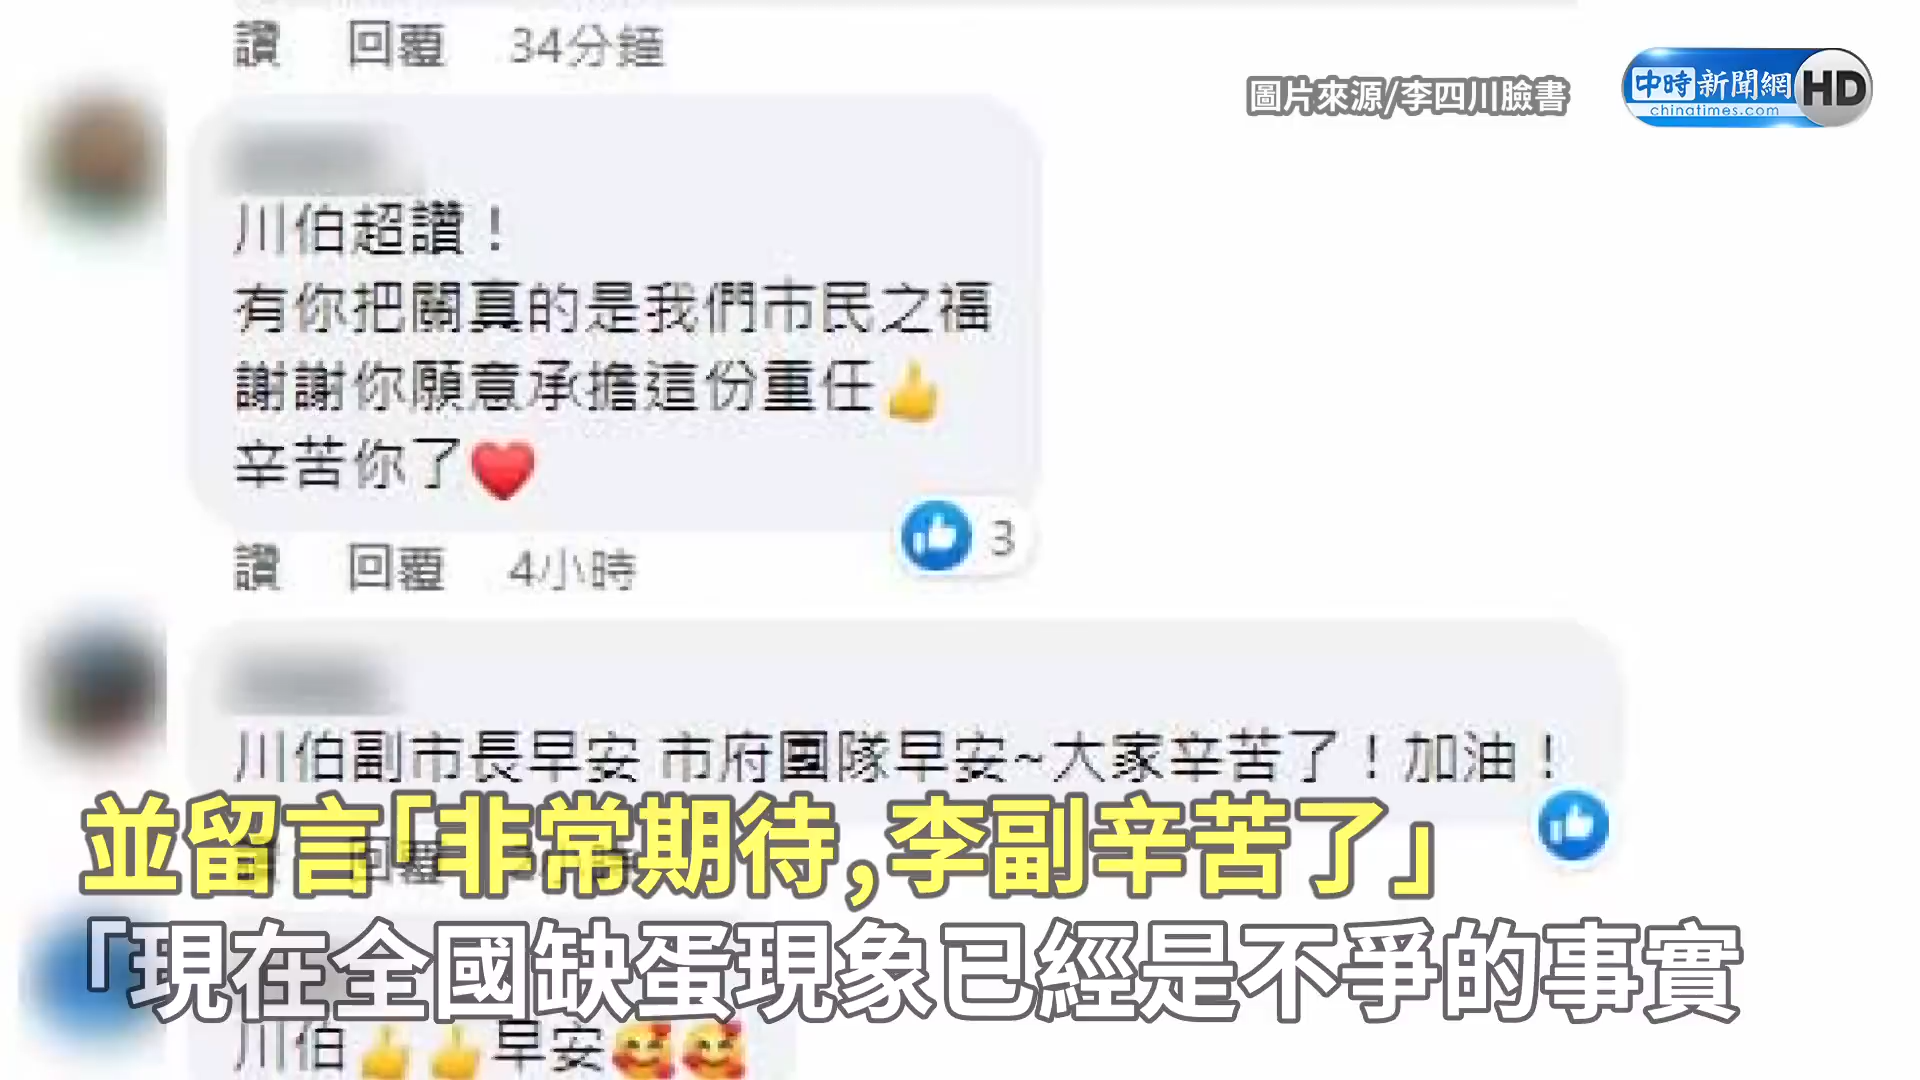 讚 回覆 34分鐘
圖片來源/李四川臉書
中時新聞網HD
chinatimes.com
川伯超讚！
有你把關真的是我們市民之福
謝謝你願意承擔這份重任👍
辛苦你了❤️
3
讚 回覆 4小時
川伯副市長早安 市府團隊早安~大家辛苦了！加油！
並留言「非常期待,李副辛苦了」
「現在全國缺蛋現象已經是不爭的事實
川伯👍👍早安🥰🥰